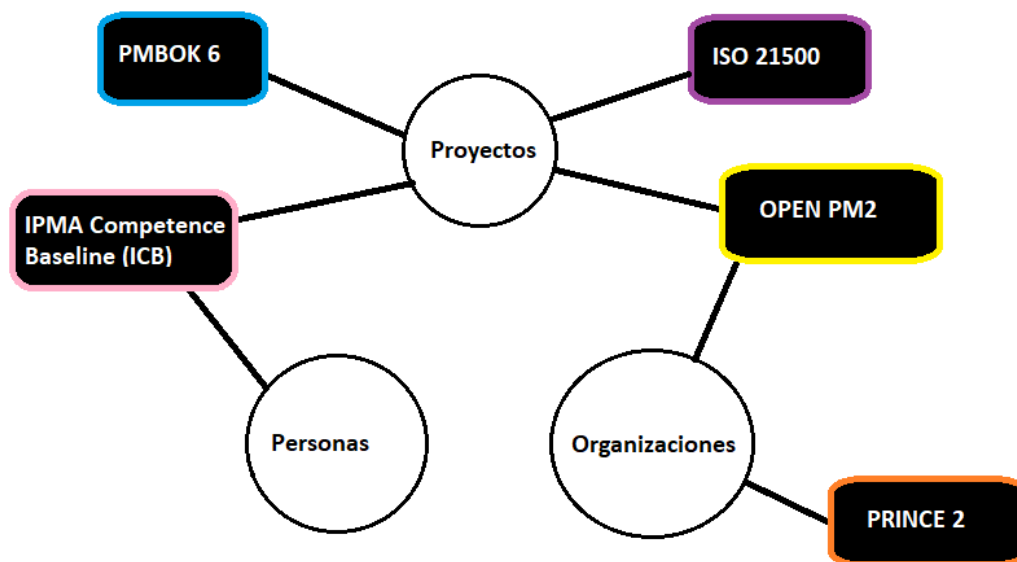 PMBOK 6
ISO 21500
Proyectos
IPMA Competence
Baseline (ICB)
OPEN PM2
Personas
Organizaciones
PRINCE 2